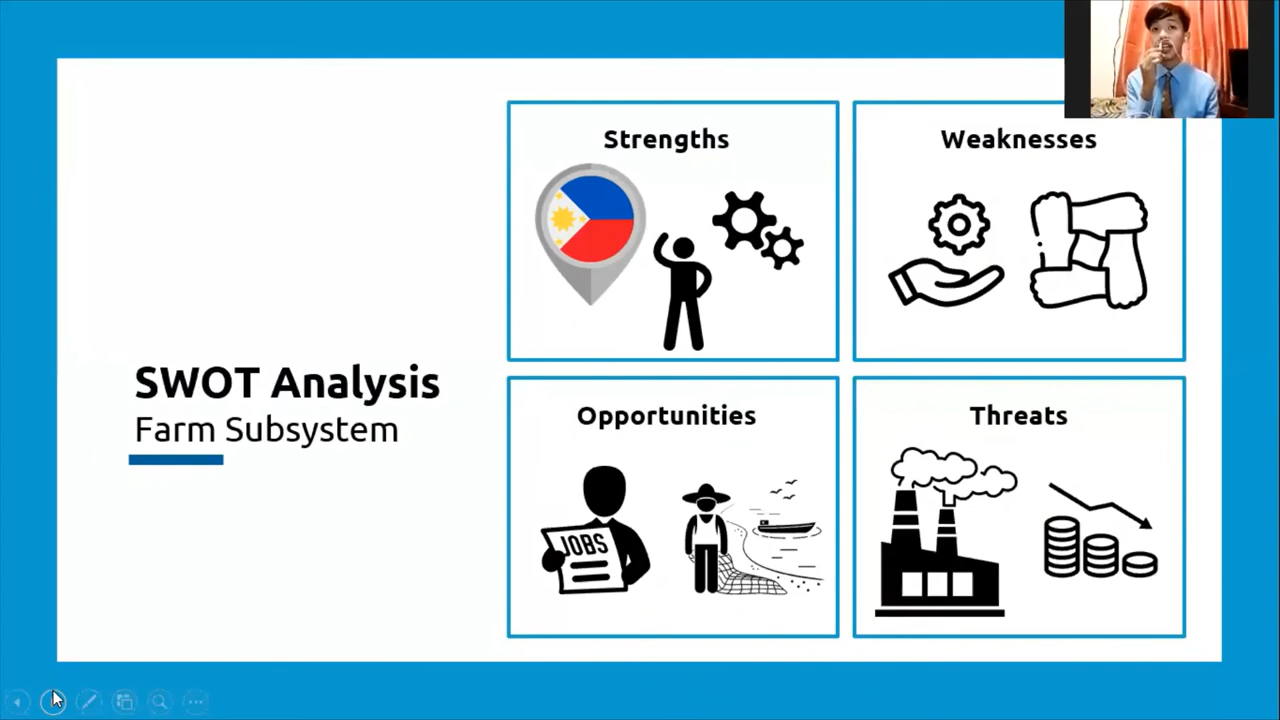 SWOT Analysis
Farm Subsystem
Strengths
Weaknesses
Opportunities
JOBS
Threats